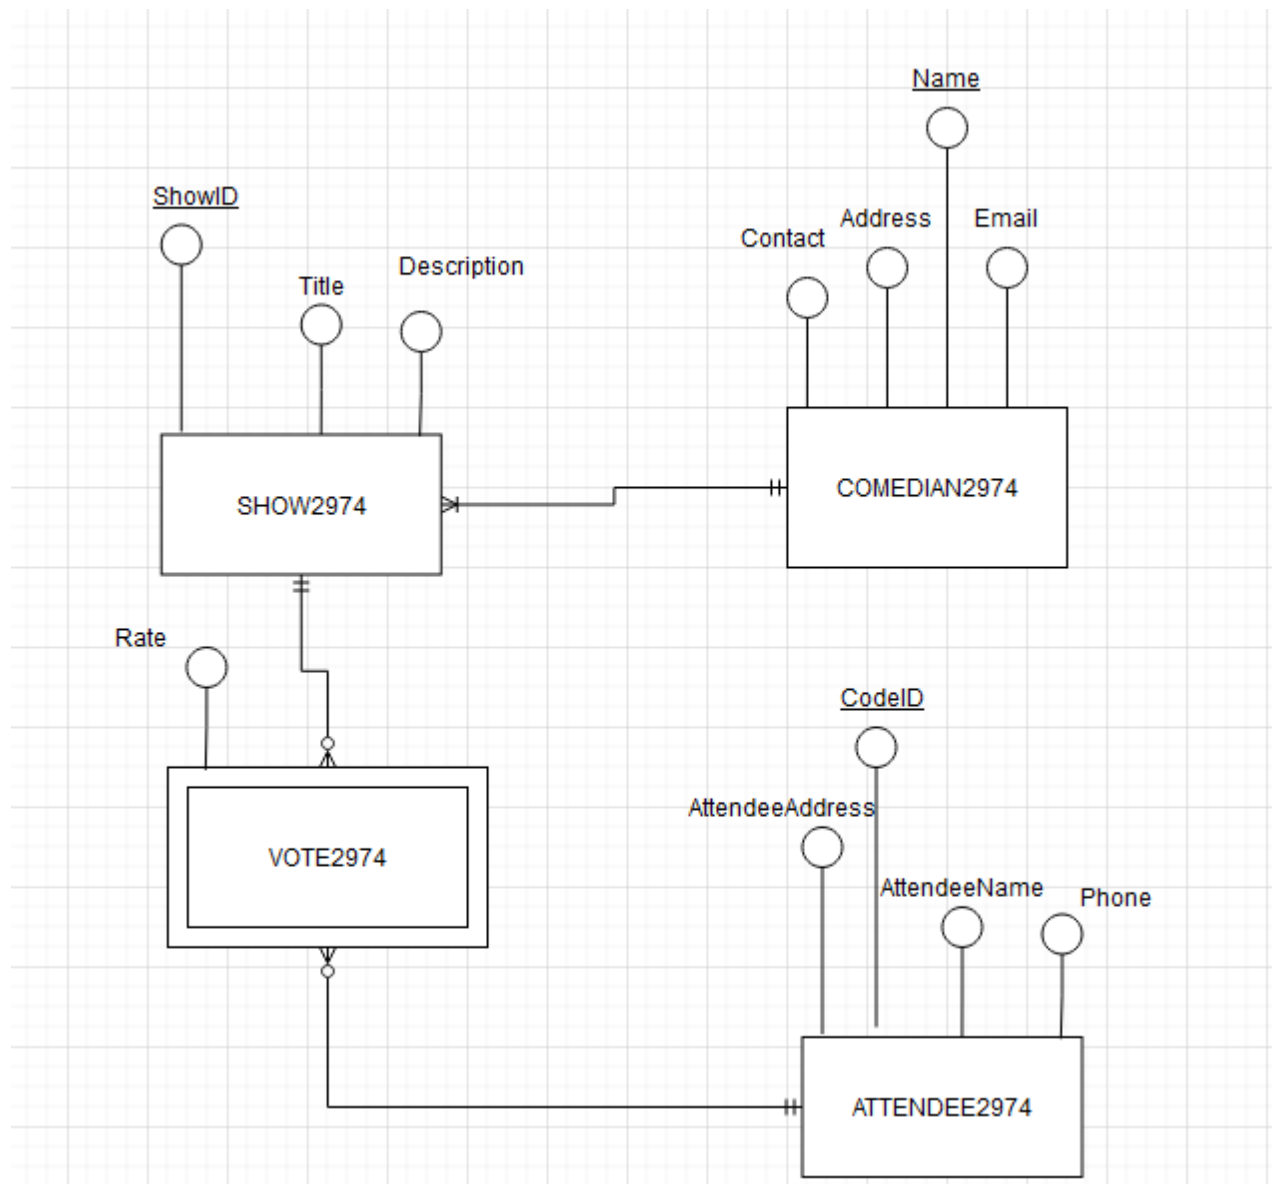 Name
ShowID
Address
Email
Contact
Description
Title
SHOW2974
COMEDIAN2974
Rate
CodeID
AttendeeAddress
VOTE2974
AttendeeName
Phone
ATTENDEE2974